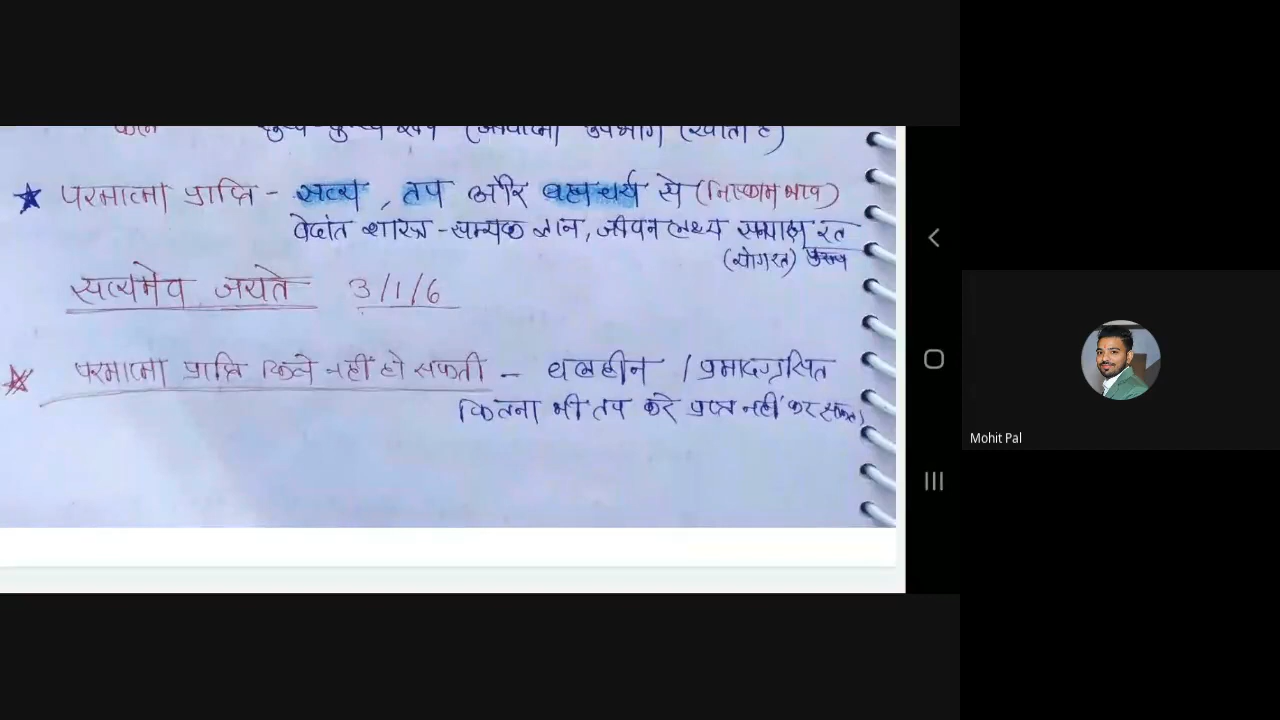 परमात्मा प्राप्ति - सत्य , तप और ब्रह्मचर्य से (निष्काम भाव)
वेदांत शास्त्र - सम्यक ज्ञान , जीवन लक्ष्य रत
(योगरत) पुरुष
सत्यमेव जयते 3/1/6
परमात्मा प्राप्ति किसे नहीं हो सकती - बलहीन / प्रमादग्रसित
कितना भी तप करे प्राप्त नहीं कर सकता
Mohit Pal